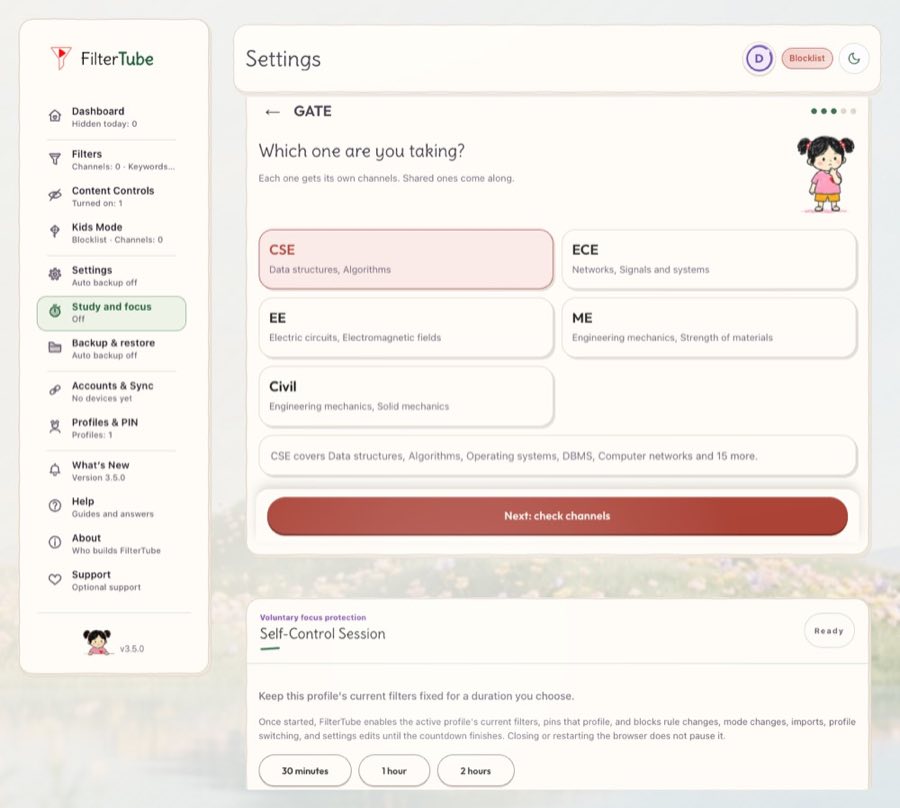 FilterTube
Dashboard
Hidden today: 0
Filters
Channels: 0 · Keywords...
Content Controls
Turned on: 1
Kids Mode
Blocklist · Channels: 0
Settings
Auto backup off
Study and focus
Off
Backup & restore
Auto backup off
Accounts & Sync
No devices yet
Profiles & PIN
Profiles: 1
What's New
Version 3.5.0
Help
Guides and answers
About
Who builds FilterTube
Support
Optional support
v3.5.0
Settings
D
Blocklist
← GATE
Which one are you taking?
Each one gets its own channels. Shared ones come along.
CSE
Data structures, Algorithms
ECE
Networks, Signals and systems
EE
Electric circuits, Electromagnetic fields
ME
Engineering mechanics, Strength of materials
Civil
Engineering mechanics, Solid mechanics
CSE covers Data structures, Algorithms, Operating systems, DBMS, Computer networks and 15 more.
Next: check channels
Voluntary focus protection
Self-Control Session
Ready
Keep this profile's current filters fixed for a duration you choose.
Once started, FilterTube enables the active profile's current filters, pins that profile, and blocks rule changes, mode changes, imports, profile
switching, and settings edits until the countdown finishes. Closing or restarting the browser does not pause it.
30 minutes
1 hour
2 hours